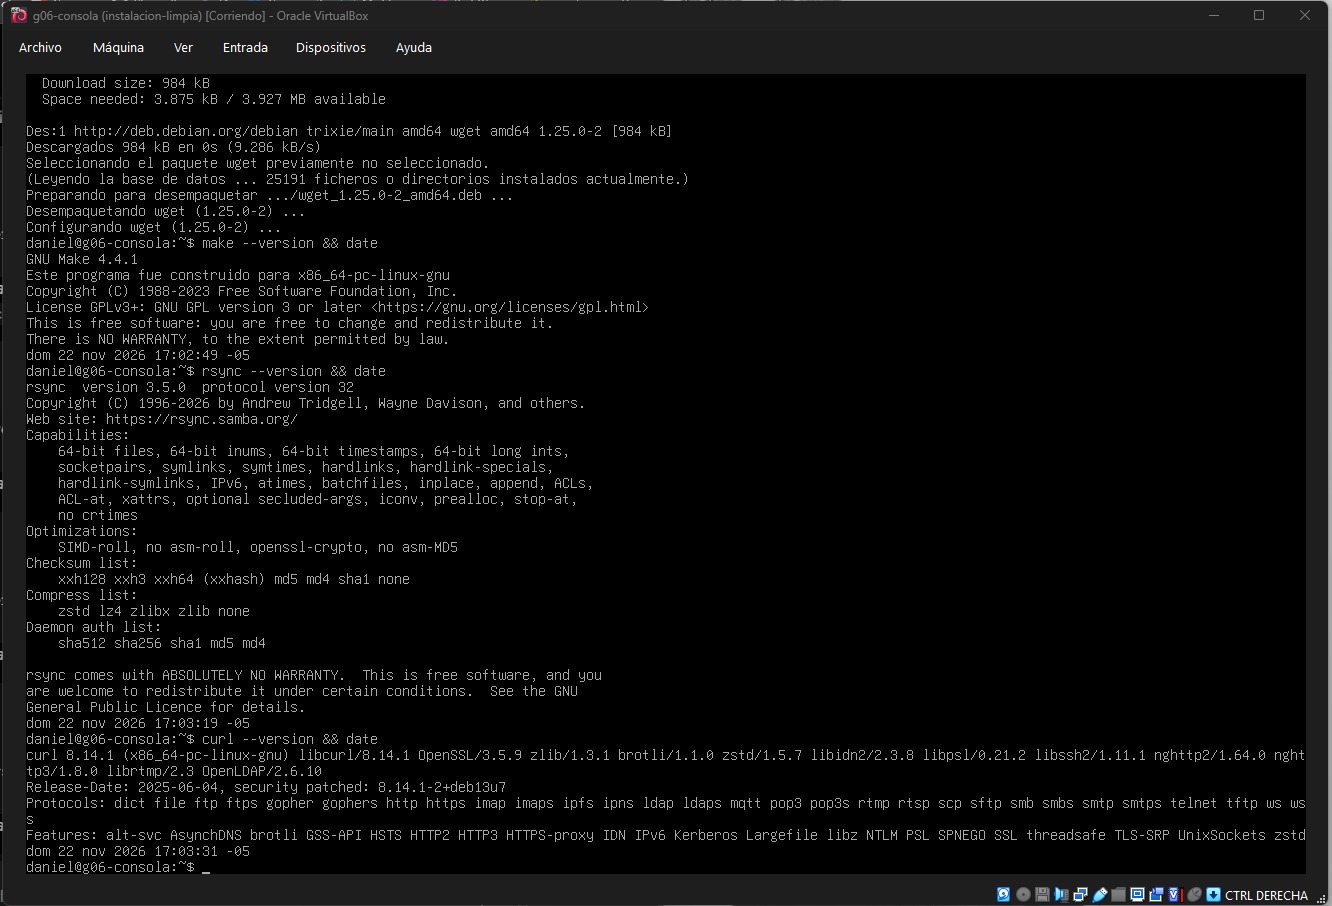 g06-consola (instalacion-limpia) [Corriendo] - Oracle VirtualBox
Archivo Máquina Ver Entrada Dispositivos Ayuda
Download size: 984 kB
Space needed: 3.875 kB / 3.927 MB available
Des:1 http://deb.debian.org/debian trixie/main amd64 wget amd64 1.25.0-2 [984 kB]
Descargados 984 kB en 0s (9.286 kB/s)
Seleccionando el paquete wget previamente no seleccionado.
(Leyendo la base de datos ... 25191 ficheros o directorios instalados actualmente.)
Preparando para desempaquetar .../wget_1.25.0-2_amd64.deb ...
Desempaquetando wget (1.25.0-2) ...
Configurando wget (1.25.0-2) ...
daniel@g06-consola:~$ make --version && date
GNU Make 4.4.1
Este programa fue construido para x86_64-pc-linux-gnu
Copyright (C) 1988-2023 Free Software Foundation, Inc.
License GPLv3+: GNU GPL version 3 or later <https://gnu.org/licenses/gpl.html>
This is free software: you are free to change and redistribute it.
There is NO WARRANTY, to the extent permitted by law.
dom 22 nov 2026 17:02:49 -05
daniel@g06-consola:~$ rsync --version && date
rsync  version 3.5.0  protocol version 32
Copyright (C) 1996-2026 by Andrew Tridgell, Wayne Davison, and others.
Web site: https://rsync.samba.org/
Capabilities:
64-bit files, 64-bit inums, 64-bit timestamps, 64-bit long ints,
socketpairs, symlinks, symtimes, hardlinks, hardlink-specials,
hardlink-symlinks, IPv6, atimes, batchfiles, inplace, append, ACLs,
ACL-at, xattrs, optional secluded-args, iconv, prealloc, stop-at,
no crtimes
Optimizations:
SIMD-roll, no asm-roll, openssl-crypto, no asm-MD5
Checksum list:
xxh128 xxh3 xxh64 (xxhash) md5 md4 sha1 none
Compress list:
zstd lz4 zlibx zlib none
Daemon auth list:
sha512 sha256 sha1 md5 md4
rsync comes with ABSOLUTELY NO WARRANTY.  This is free software, and you
are welcome to redistribute it under certain conditions.  See the GNU
General Public Licence for details.
dom 22 nov 2026 17:03:19 -05
daniel@g06-consola:~$ curl --version && date
curl 8.14.1 (x86_64-pc-linux-gnu) libcurl/8.14.1 OpenSSL/3.5.9 zlib/1.3.1 brotli/1.1.0 zstd/1.5.7 libidn2/2.3.8 libpsl/0.21.2 libssh2/1.11.1 nghttp2/1.64.0 nght
tp3/1.8.0 librtmp/2.3 OpenLDAP/2.6.10
Release-Date: 2025-06-04, security patched: 8.14.1-2+deb13u7
Protocols: dict file ftp ftps gopher gophers http https imap imaps ipfs ipns ldap ldaps mqtt pop3 pop3s rtmp rtsp scp sftp smb smbs smtp smtps telnet tftp ws ws
s
Features: alt-svc AsynchDNS brotli GSS-API HSTS HTTP2 HTTP3 HTTPS-proxy IDN IPv6 Kerberos Largefile libz NTLM PSL SPNEGO SSL threadsafe TLS-SRP UnixSockets zstd
dom 22 nov 2026 17:03:31 -05
daniel@g06-consola:~$ _
CTRL DERECHA